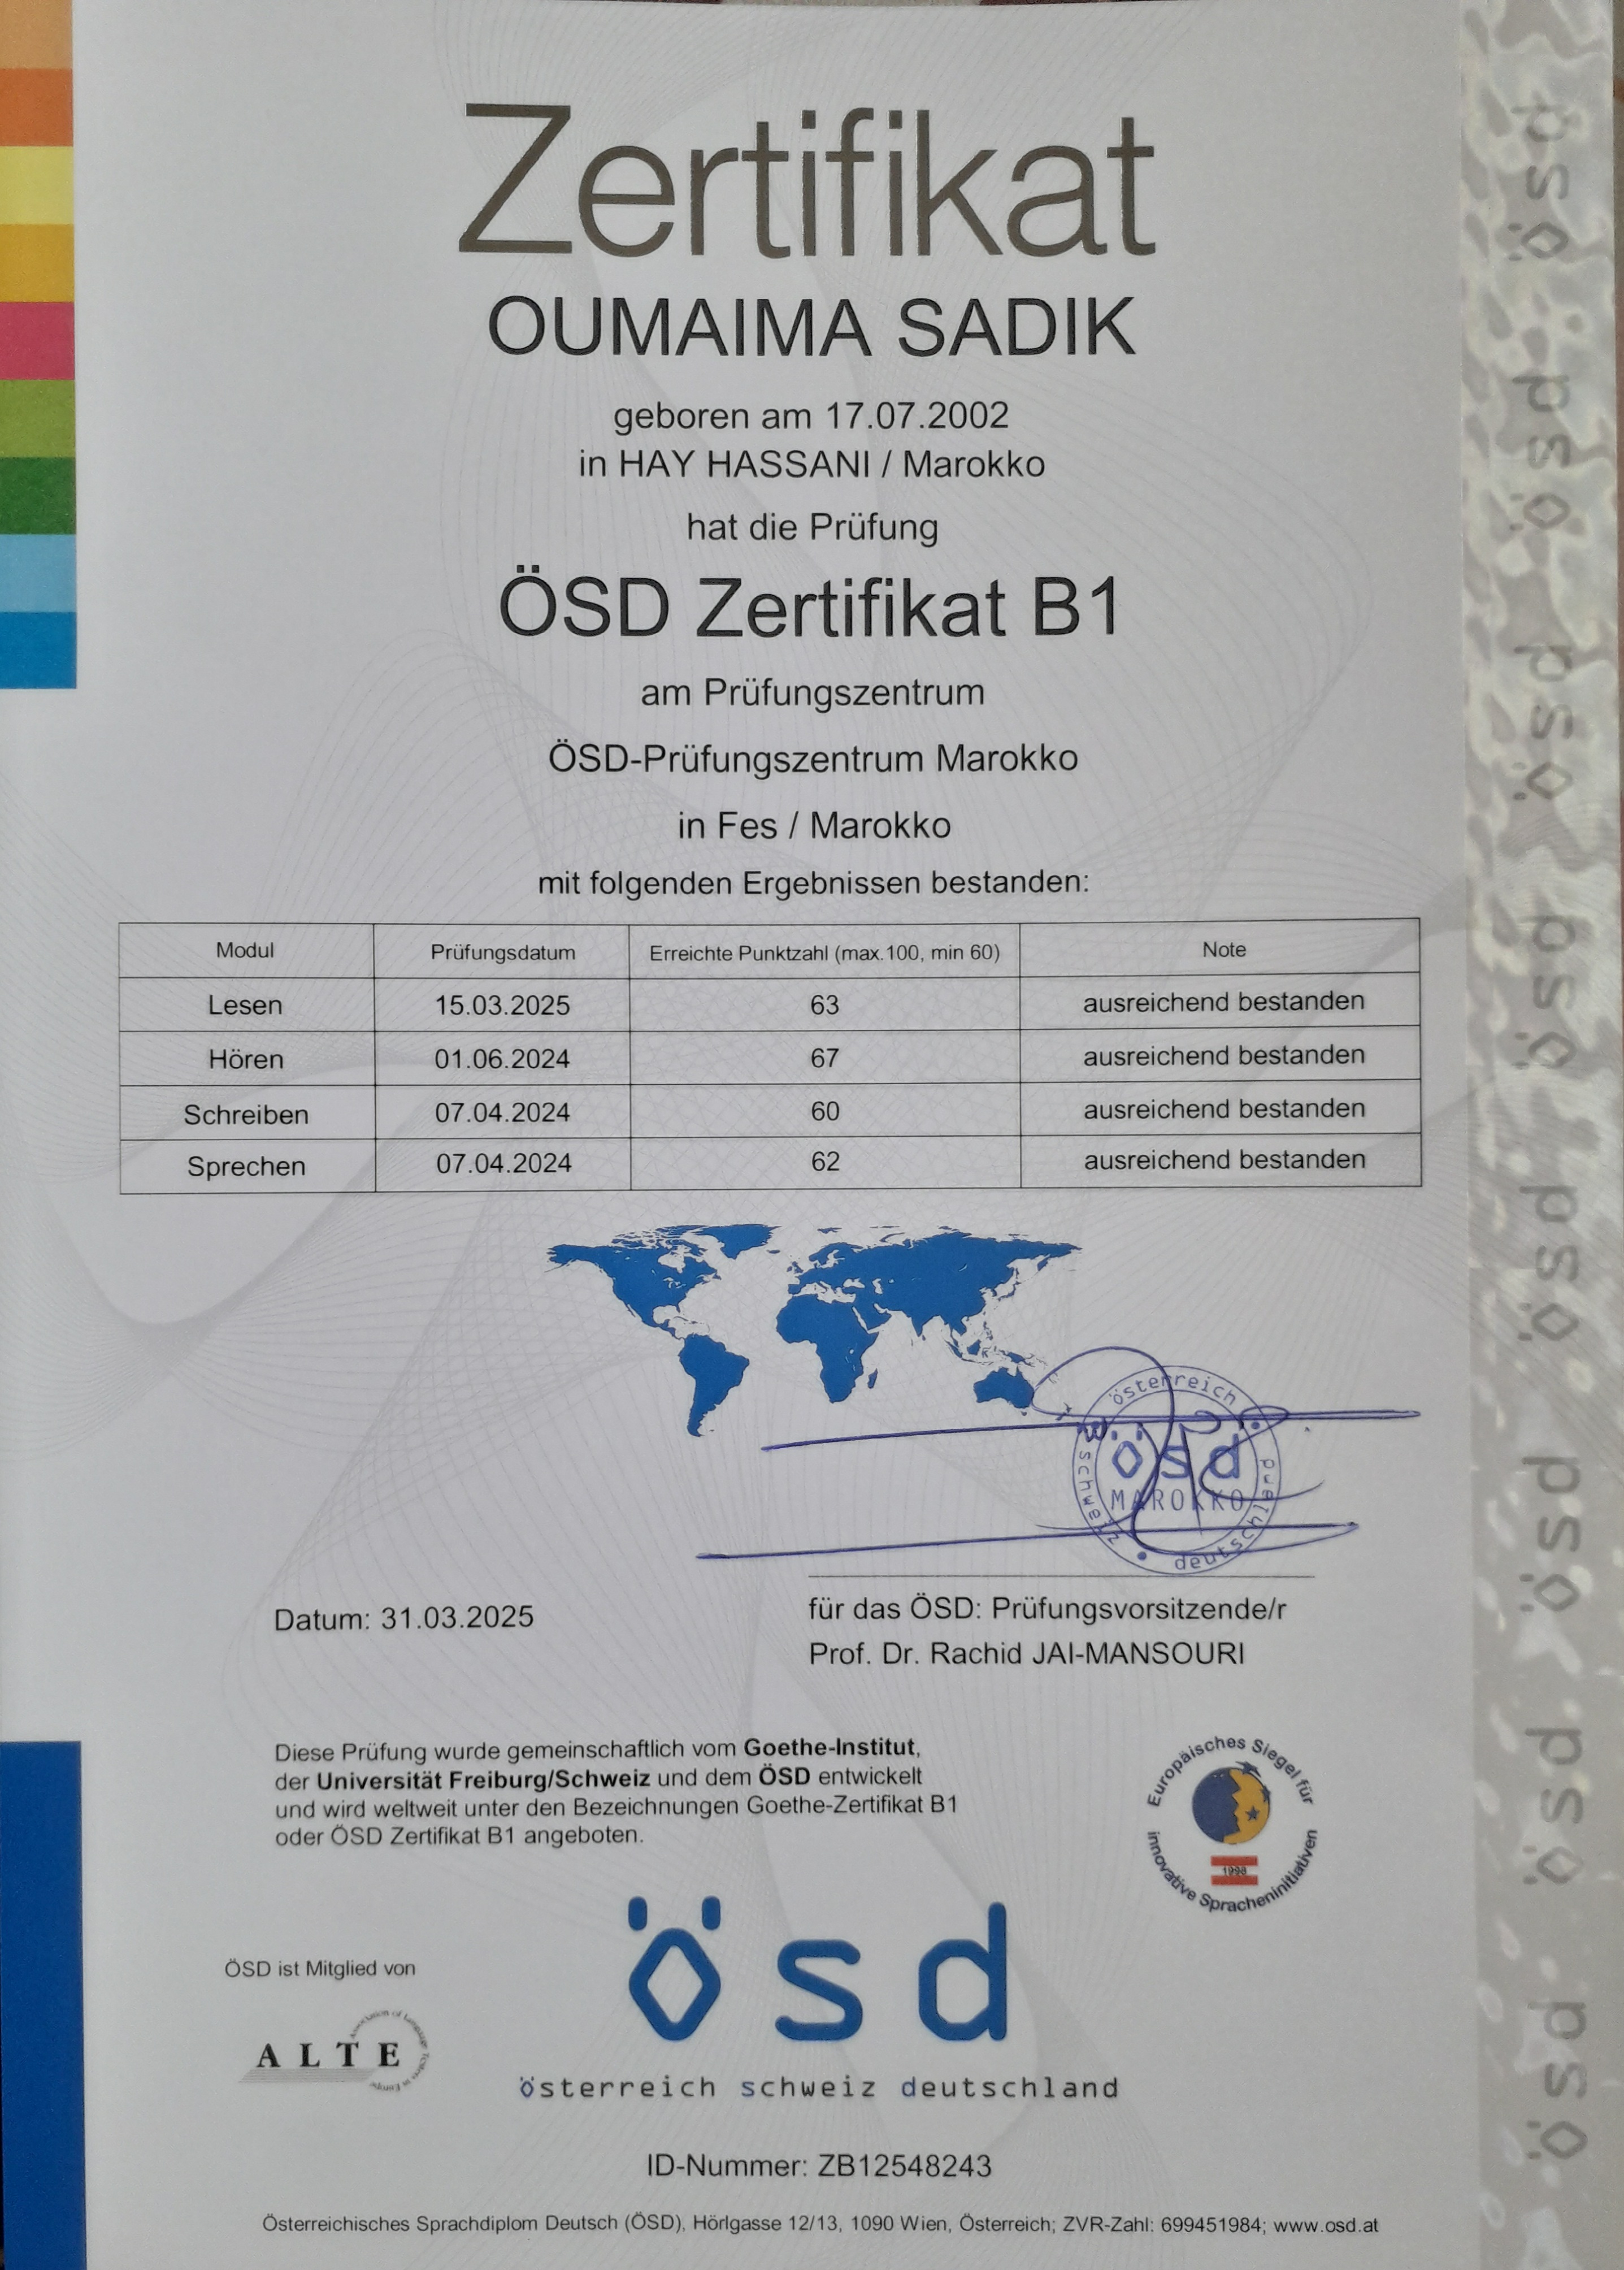 Zertifikat
OUMAIMA SADIK
geboren am 17.07.2002
in HAY HASSANI / Marokko
hat die Prüfung
ÖSD Zertifikat B1
am Prüfungszentrum
ÖSD-Prüfungszentrum Marokko
in Fes / Marokko
mit folgenden Ergebnissen bestanden:
Modul Prüfungsdatum Erreichte Punktzahl (max.100, min 60) Note
Lesen 15.03.2025 63 ausreichend bestanden
Hören 01.06.2024 67 ausreichend bestanden
Schreiben 07.04.2024 60 ausreichend bestanden
Sprechen 07.04.2024 62 ausreichend bestanden
österreich
ösd
MAROKKO
schweiz
deutschland
Datum: 31.03.2025
für das ÖSD: Prüfungsvorsitzende/r
Prof. Dr. Rachid JAI-MANSOURI
Diese Prüfung wurde gemeinschaftlich vom Goethe-Institut,
der Universität Freiburg/Schweiz und dem ÖSD entwickelt
und wird weltweit unter den Bezeichnungen Goethe-Zertifikat B1
oder ÖSD Zertifikat B1 angeboten.
Europäisches Siegel für
innovative Spracheninitiativen
1998
ÖSD ist Mitglied von
ALTE
Association of Language Testers in Europe
ösd
österreich schweiz deutschland
ID-Nummer: ZB12548243
Österreichisches Sprachdiplom Deutsch (ÖSD), Hörlgasse 12/13, 1090 Wien, Österreich; ZVR-Zahl: 699451984; www.osd.at
ösd ösd ösd ösd ösd ösd ösd ösd